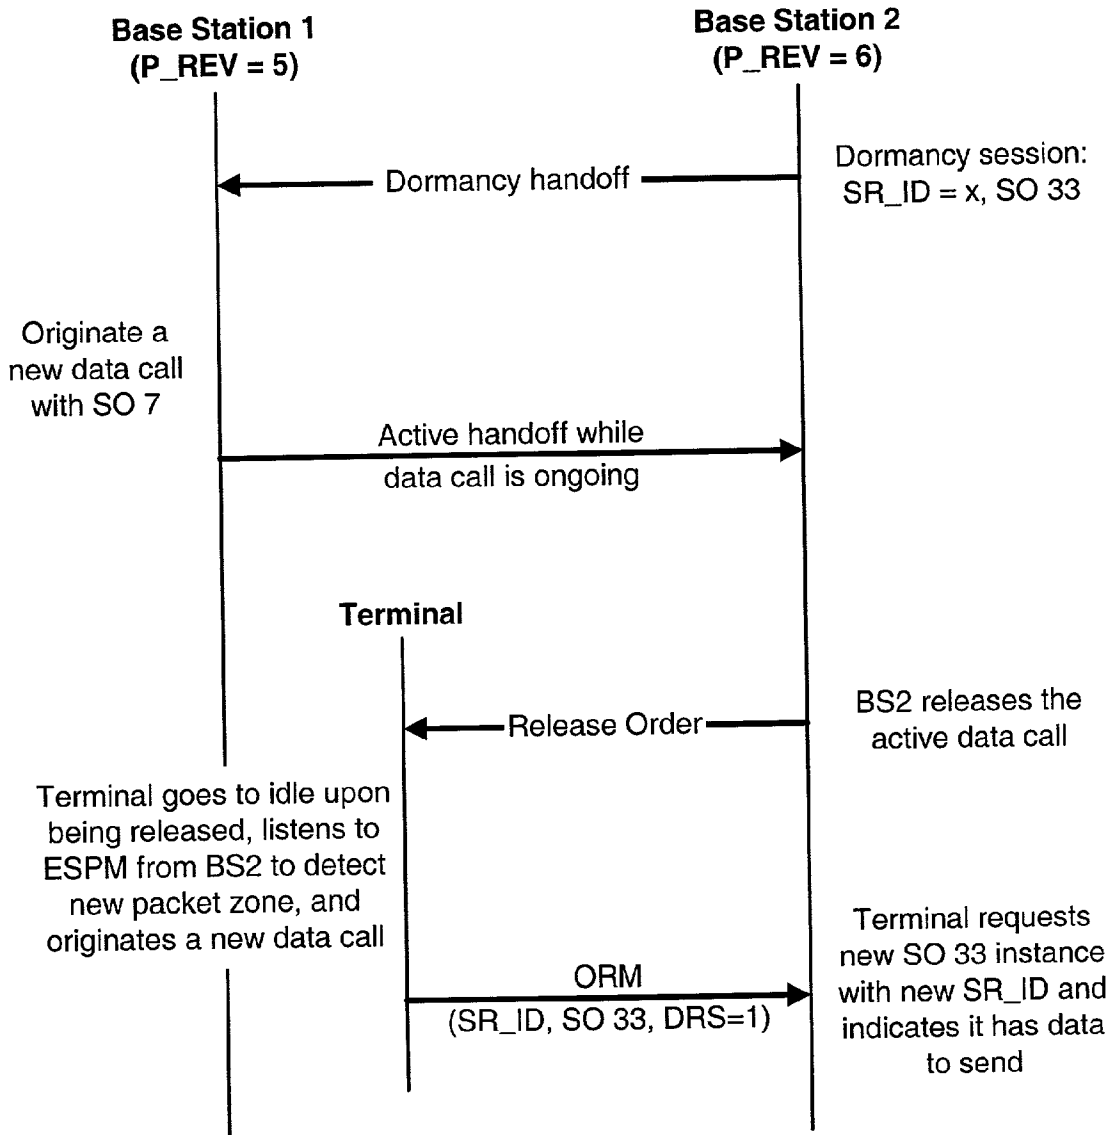 Base Station 1
(P_REV = 5)
Base Station 2
(P_REV = 6)
Dormancy handoff
Dormancy session:
SR_ID = x, SO 33
Originate a
new data call
with SO 7
Active handoff while
data call is ongoing
Terminal
Release Order
BS2 releases the
active data call
Terminal goes to idle upon
being released, listens to
ESPM from BS2 to detect
new packet zone, and
originates a new data call
ORM
(SR_ID, SO 33, DRS=1)
Terminal requests
new SO 33 instance
with new SR_ID and
indicates it has data
to send